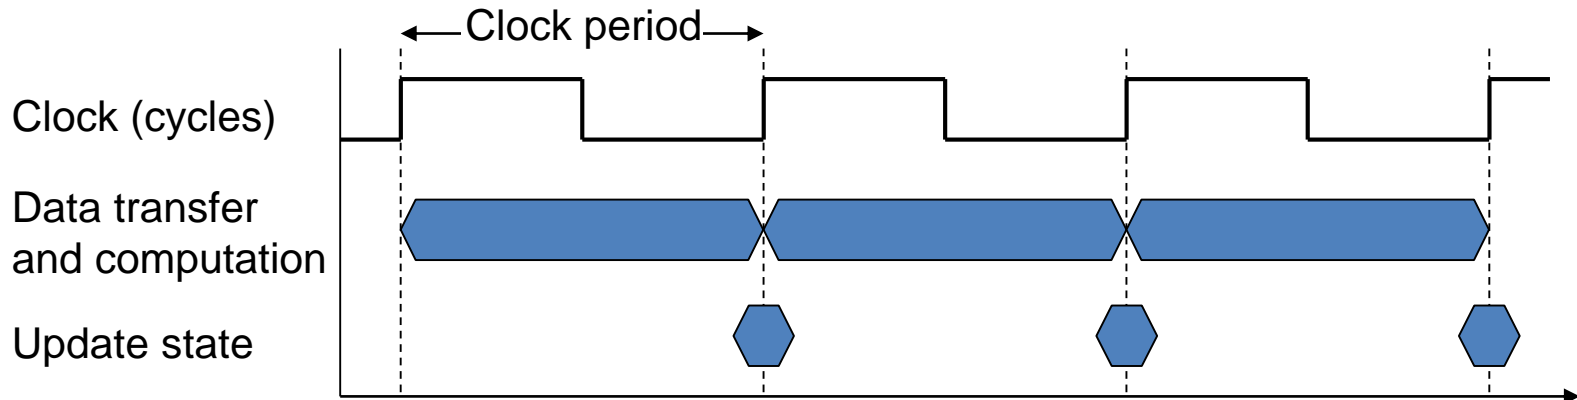 Clock period
Clock (cycles)
Data transfer
and computation
Update state